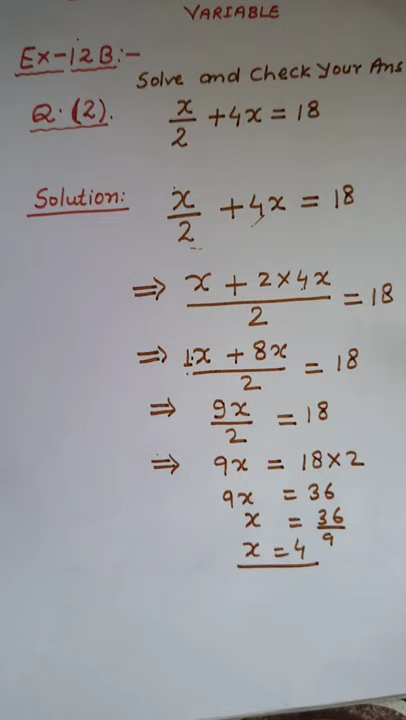 VARIABLE
Ex-12B:-
Solve and Check Your Ans
Q.(2). x/2 + 4x = 18
Solution: x/2 + 4x = 18
⇒ (x + 2×4x)/2 = 18
⇒ (1x + 8x)/2 = 18
⇒ 9x/2 = 18
⇒ 9x = 18×2
9x = 36
x = 36/9
x = 4